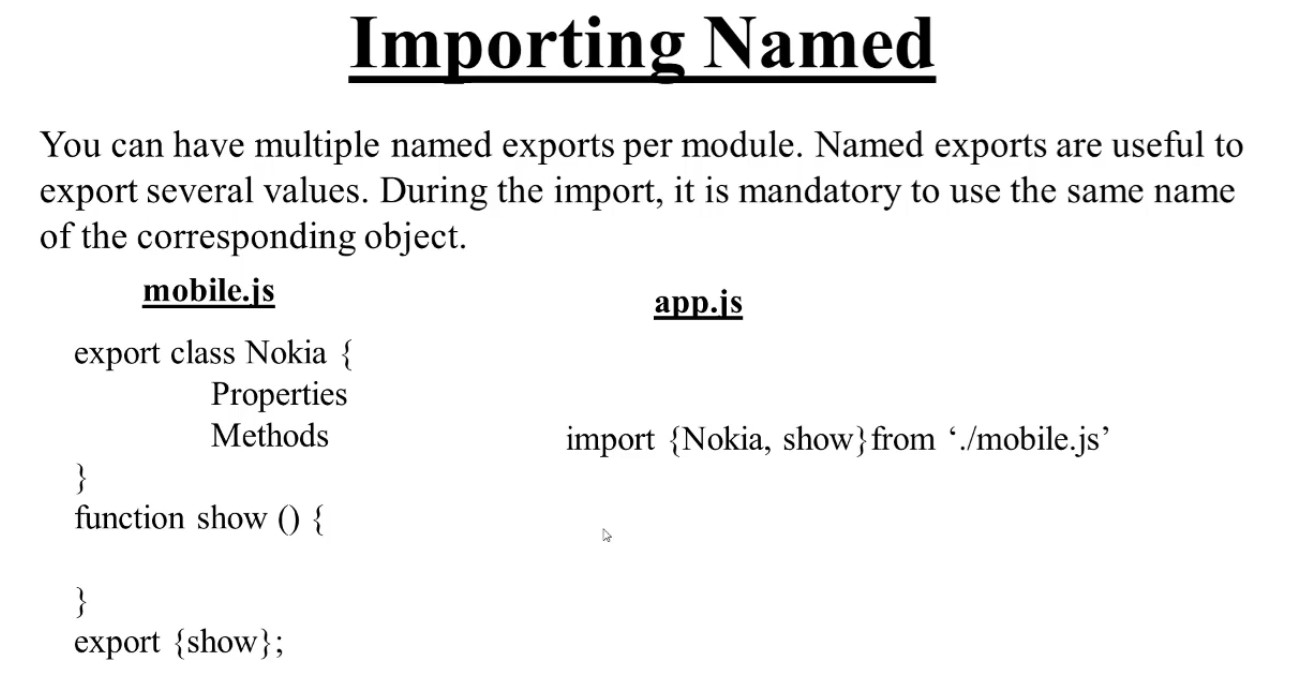 Importing Named
You can have multiple named exports per module. Named exports are useful to
export several values. During the import, it is mandatory to use the same name
of the corresponding object.
mobile.js
export class Nokia {
Properties
Methods
}
function show () {
}
export {show};
app.js
import {Nokia, show}from ‘./mobile.js’